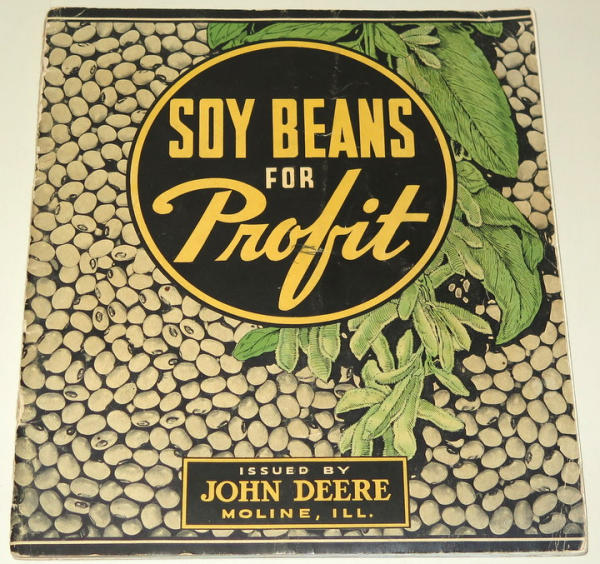 SOY BEANS
FOR
Profit
ISSUED BY
JOHN DEERE
MOLINE, ILL.